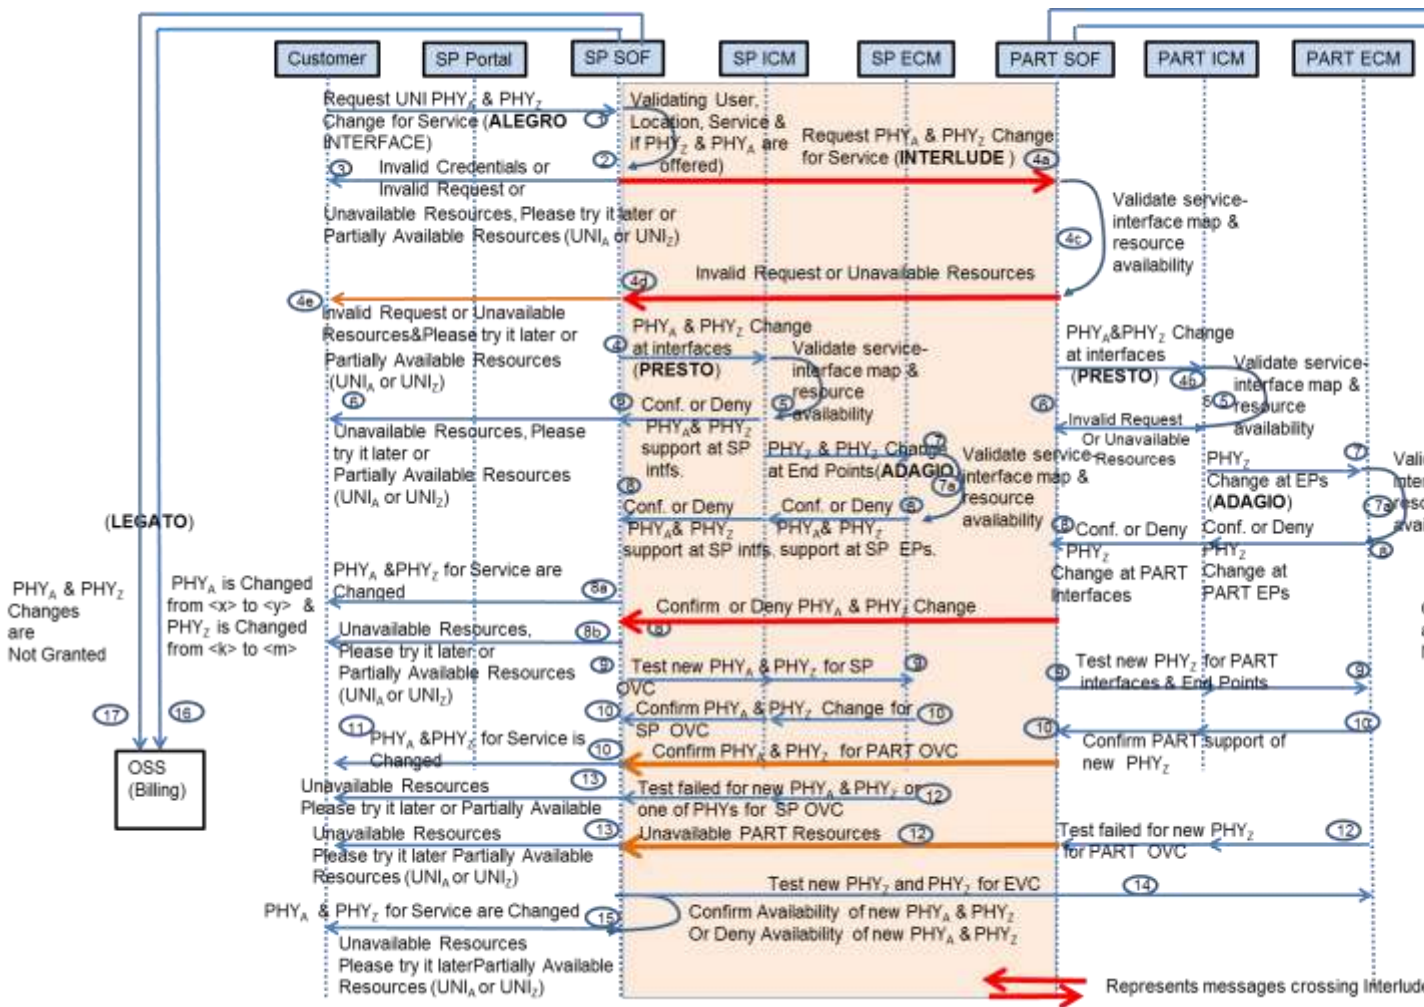 Customer
SP Portal
SP SOF
SP ICM
SP ECM
PART SOF
PART ICM
PART ECM
Request UNI PHYA & PHYZ
Change for Service (ALEGRO
INTERFACE)
1
Validating User,
Location, Service &
if PHYZ & PHYA are
offered)
2
Request PHYA & PHYZ Change
for Service (INTERLUDE )
4a
3
Invalid Credentials or
Invalid Request or
Unavailable Resources, Please try it later or
Partially Available Resources (UNIA or UNIZ)
Validate service-
interface map &
resource
availability
4c
Invalid Request or Unavailable Resources
4d
4e
Invalid Request or Unavailable
Resources&Please try it later or
Partially Available Resources
(UNIA or UNIZ)
4
PHYA & PHYZ Change
at interfaces
(PRESTO)
Validate service-
interface map &
resource
availability
5
PHYA&PHYZ Change
at interfaces
(PRESTO)
4b
Validate service-
interface map &
resource
availability
5
5
6
6
Conf. or Deny
PHYA& PHYZ
support at SP
intfs.
6
Invalid Request
Or Unavailable
Resources
Unavailable Resources, Please
try it later or
Partially Available Resources
(UNIA or UNIZ)
7
PHYZ & PHYZ Change
at End Points(ADAGIO
7a
Validate service-
interface map &
resource
availability
PHYZ
Change at EPs
(ADAGIO)
7
7a
8
Conf. or Deny
PHYA& PHYZ
support at SP intfs.
Conf. or Deny
PHYA& PHYZ
support at SP EPs.
8
Conf. or Deny
PHYZ
Change at PART
Interfaces
Conf. or Deny
PHYZ
Change at
PART EPs
8
(LEGATO)
PHYA & PHYZ
Changes
are
Not Granted
PHYA is Changed
from <x> to <y> &
PHYZ is Changed
from <k> to <m>
PHYA &PHYZ for Service are
Changed
8a
Confirm or Deny PHYA & PHYZ Change
8
8b
Unavailable Resources,
Please try it later or
Partially Available Resources
(UNIA or UNIZ)
9
Test new PHYA & PHYZ for SP
OVC
9
9
Test new PHYZ for PART
interfaces & End Points
9
17
16
10
Confirm PHYA & PHYZ Change for
SP OVC
10
10
Confirm PART support of
new PHYZ
10
11
PHYA &PHYZ for Service is
Changed
10
Confirm PHYA & PHYZ for PART OVC
OSS
(Billing)
13
Unavailable Resources
Please try it later or Partially Available
Test failed for new PHYA & PHYZ or
one of PHYs for SP OVC
12
Unavailable Resources
Please try it later Partially Available
Resources (UNIA or UNIZ)
13
Unavailable PART Resources
12
Test failed for new PHYZ
for PART OVC
12
Test new PHYZ and PHYZ for EVC
14
PHYA & PHYZ for Service are Changed
15
Confirm Availability of new PHYA & PHYZ
Or Deny Availability of new PHYA & PHYZ
Unavailable Resources
Please try it laterPartially Available
Resources (UNIA or UNIZ)
Represents messages crossing Interlud